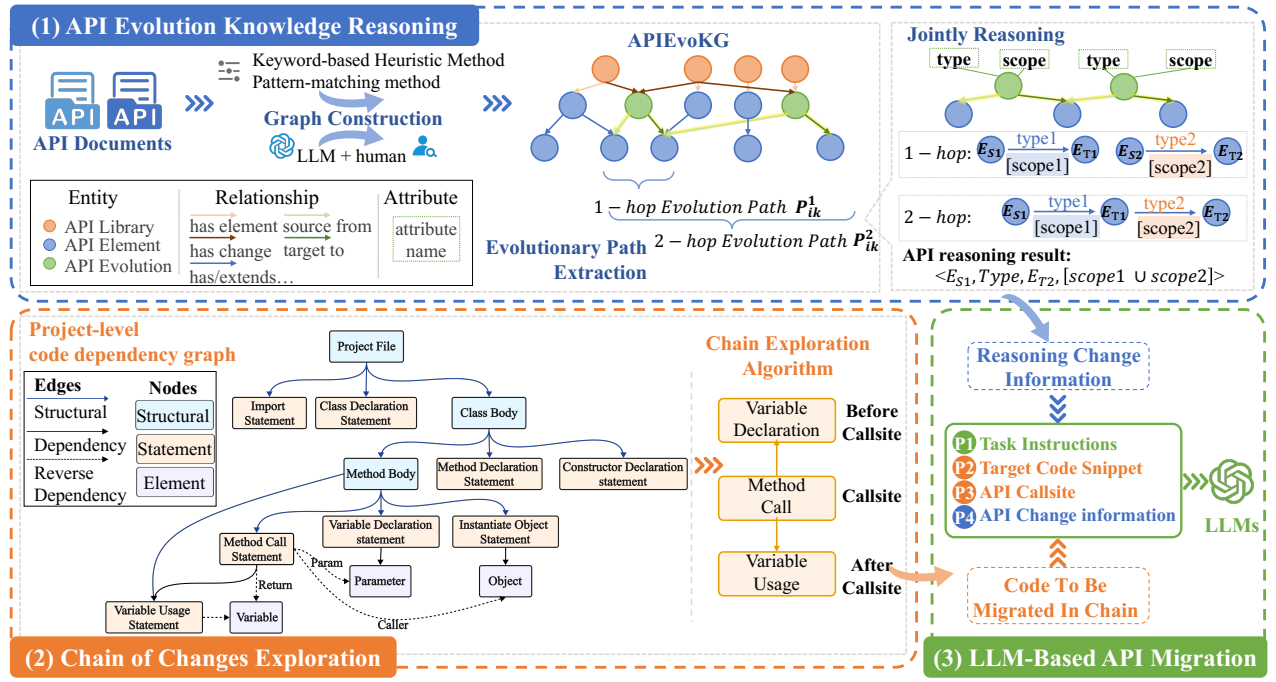 (1) API Evolution Knowledge Reasoning
API
API
API Documents
Keyword-based Heuristic Method
Pattern-matching method
Graph Construction
LLM + human
Entity
API Library
API Element
API Evolution
Relationship
has element
source from
has change
target to
has/extends…
Attribute
attribute
name
APIEvoKG
1 − hop Evolution Path P¹ᵢₖ
2 − hop Evolution Path P²ᵢₖ
Evolutionary Path
Extraction
Jointly Reasoning
type
scope
type
scope
1 − hop:
E_S1
type1
[scope1]
E_T1
E_S2
type2
[scope2]
E_T2
2 − hop:
E_S1
type1
[scope1]
E_T1
type2
[scope2]
E_T2
API reasoning result:
<E_S1, Type, E_T2, [scope1 ∪ scope2]>
Project-level
code dependency graph
Edges
Structural
Dependency
Reverse
Dependency
Nodes
Structural
Statement
Element
Project File
Import
Statement
Class Declaration
Statement
Class Body
Method Body
Method Declaration
Statement
Constructor Declaration
statement
Method Call
Statement
Variable Declaration
statement
Instantiate Object
Statement
Param
Parameter
Object
Return
Variable Usage
Statement
Variable
Caller
Chain Exploration
Algorithm
Variable
Declaration
Before
Callsite
Method
Call
Callsite
Variable
Usage
After
Callsite
(2) Chain of Changes Exploration
Reasoning Change
Information
P1 Task Instructions
P2 Target Code Snippet
P3 API Callsite
P4 API Change information
LLMs
Code To Be
Migrated In Chain
(3) LLM-Based API Migration